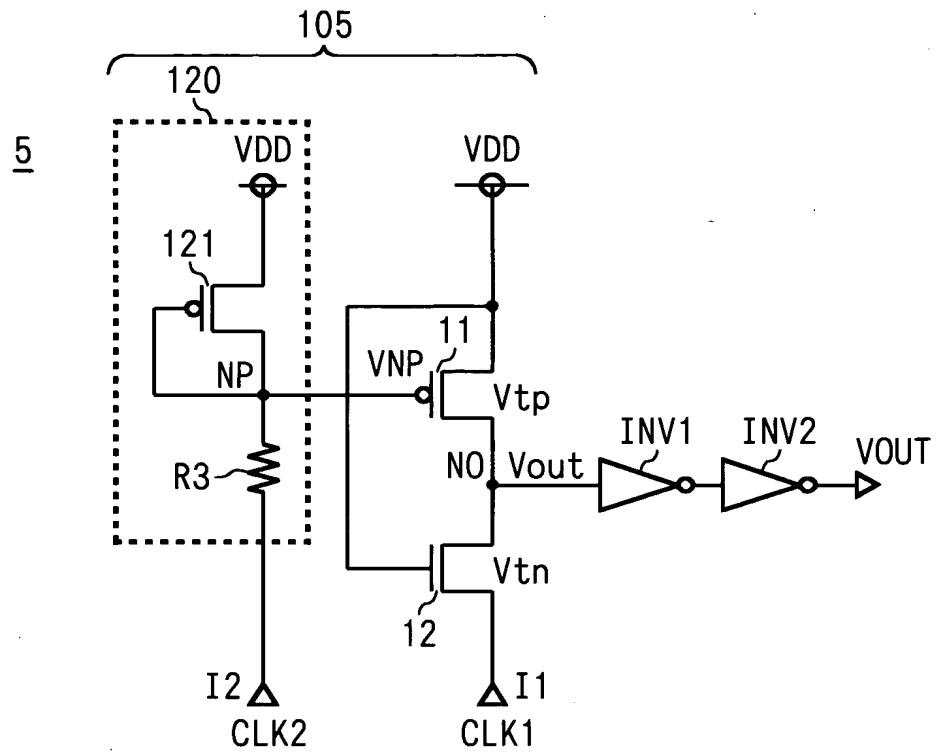 105
120
5
VDD
VDD
121
11
VNP
NP
Vtp
INV1
INV2
VOUT
NO
Vout
R3
Vtn
12
I2
I1
CLK2
CLK1